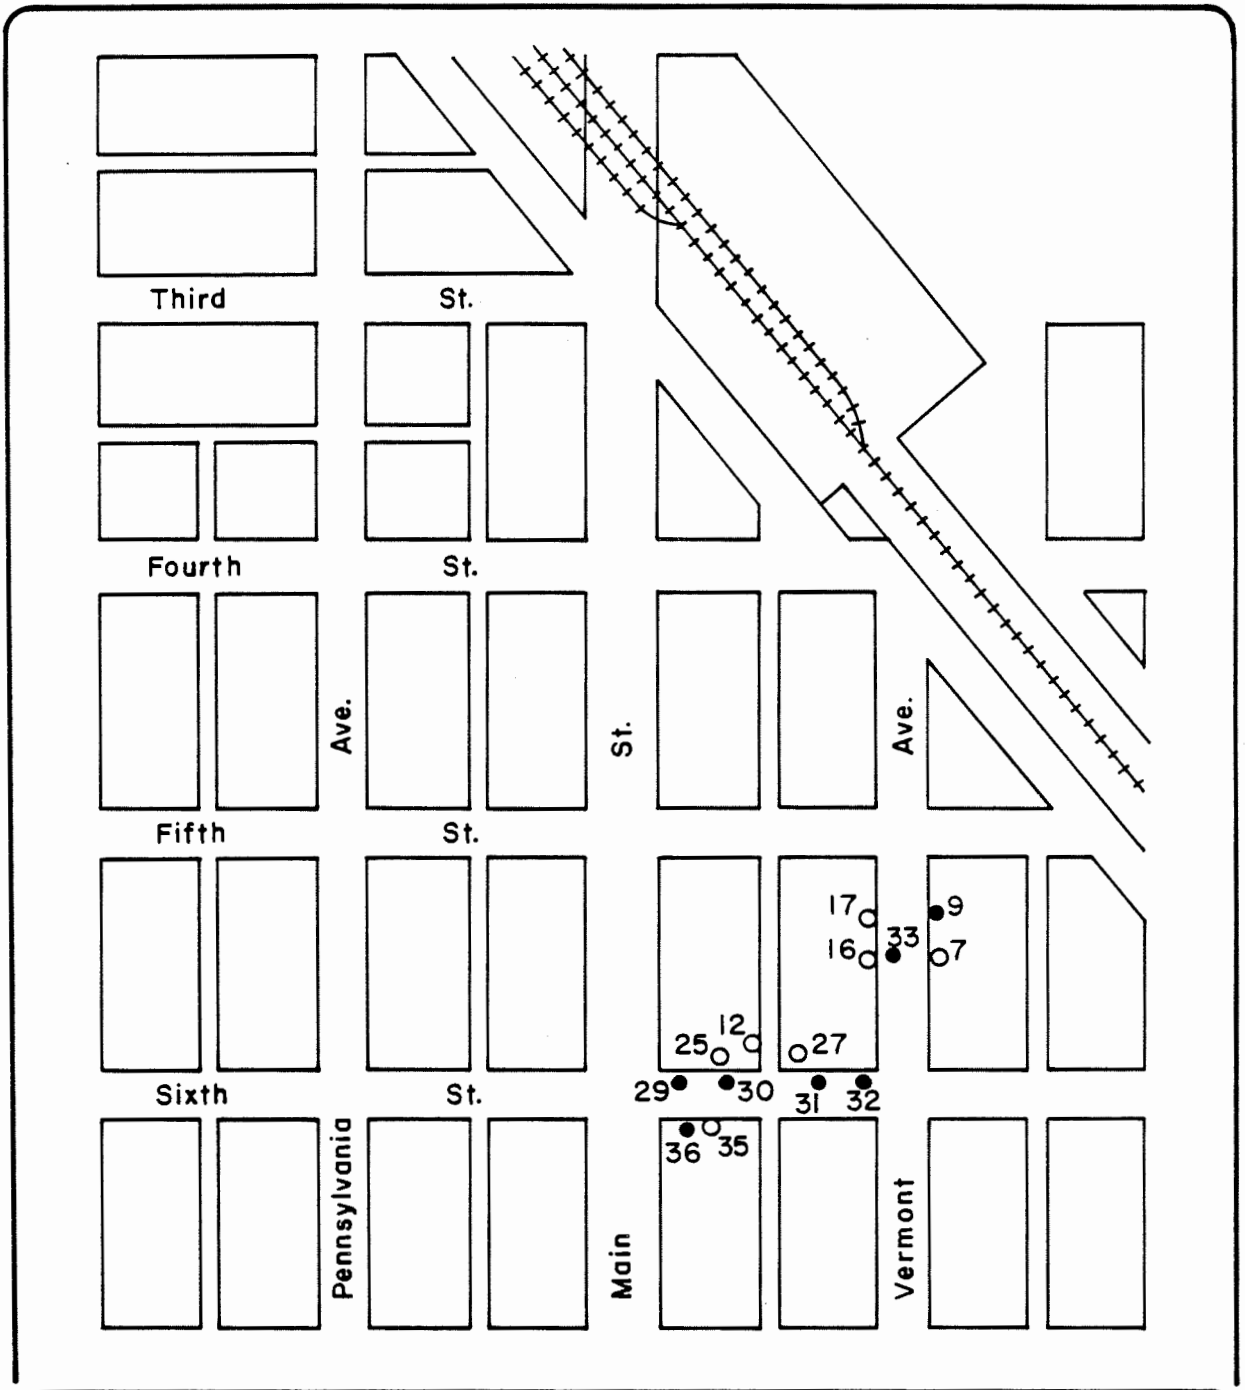 Third St.
Fourth St.
Ave.
St.
Ave.
Fifth St.
17
9
33
16
7
12
25
27
Sixth St.
29
30
31
32
36
35
Pennsylvania
Main
Vermont